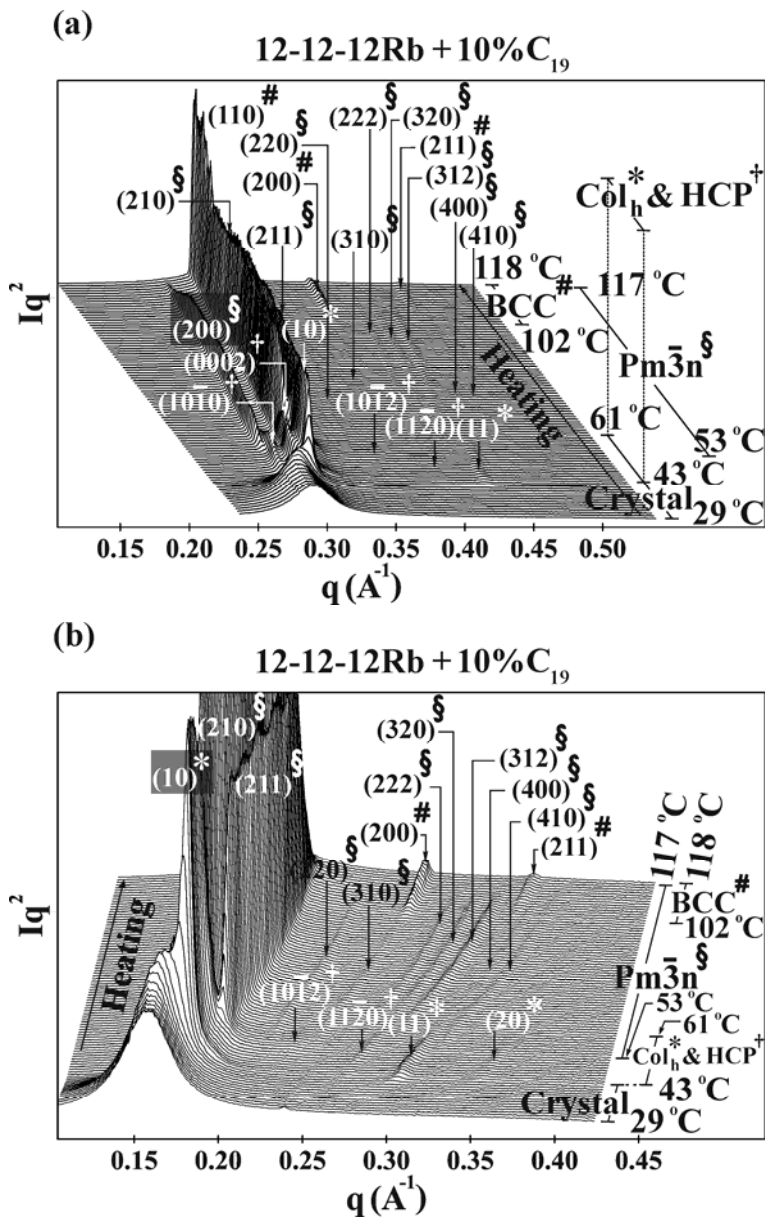 (a)
12-12-12Rb + 10%C₁₉
Iq²
(110)#
(210)§
(220)§
(200)#
(211)§
(222)§
(310)§
(320)§
(211)#
(312)§
(400)§
(410)§
(200)§
(0002)†
(101̄0)†
(10)*
(101̄2)†
(112̄0)†
(11)*
Heating
Colₕ* & HCP†
118 °C
BCC#
117 °C
102 °C
Pm3̄n§
61 °C
53 °C
43 °C
Crystal
29 °C
0.15 0.20 0.25 0.30 0.35 0.40 0.45 0.50
q (A⁻¹)
(b)
12-12-12Rb + 10%C₁₉
Iq²
(210)§
(10)*
(211)§
(320)§
(222)§
(200)#
(312)§
(400)§
(410)§
(211)#
(310)§
(101̄2)†
(112̄0)†
(11)*
(20)*
Heating
117 °C
118 °C
BCC#
102 °C
Pm3̄n§
53 °C
61 °C
Colₕ* & HCP†
43 °C
Crystal
29 °C
0.15 0.20 0.25 0.30 0.35 0.40 0.45
q (A⁻¹)